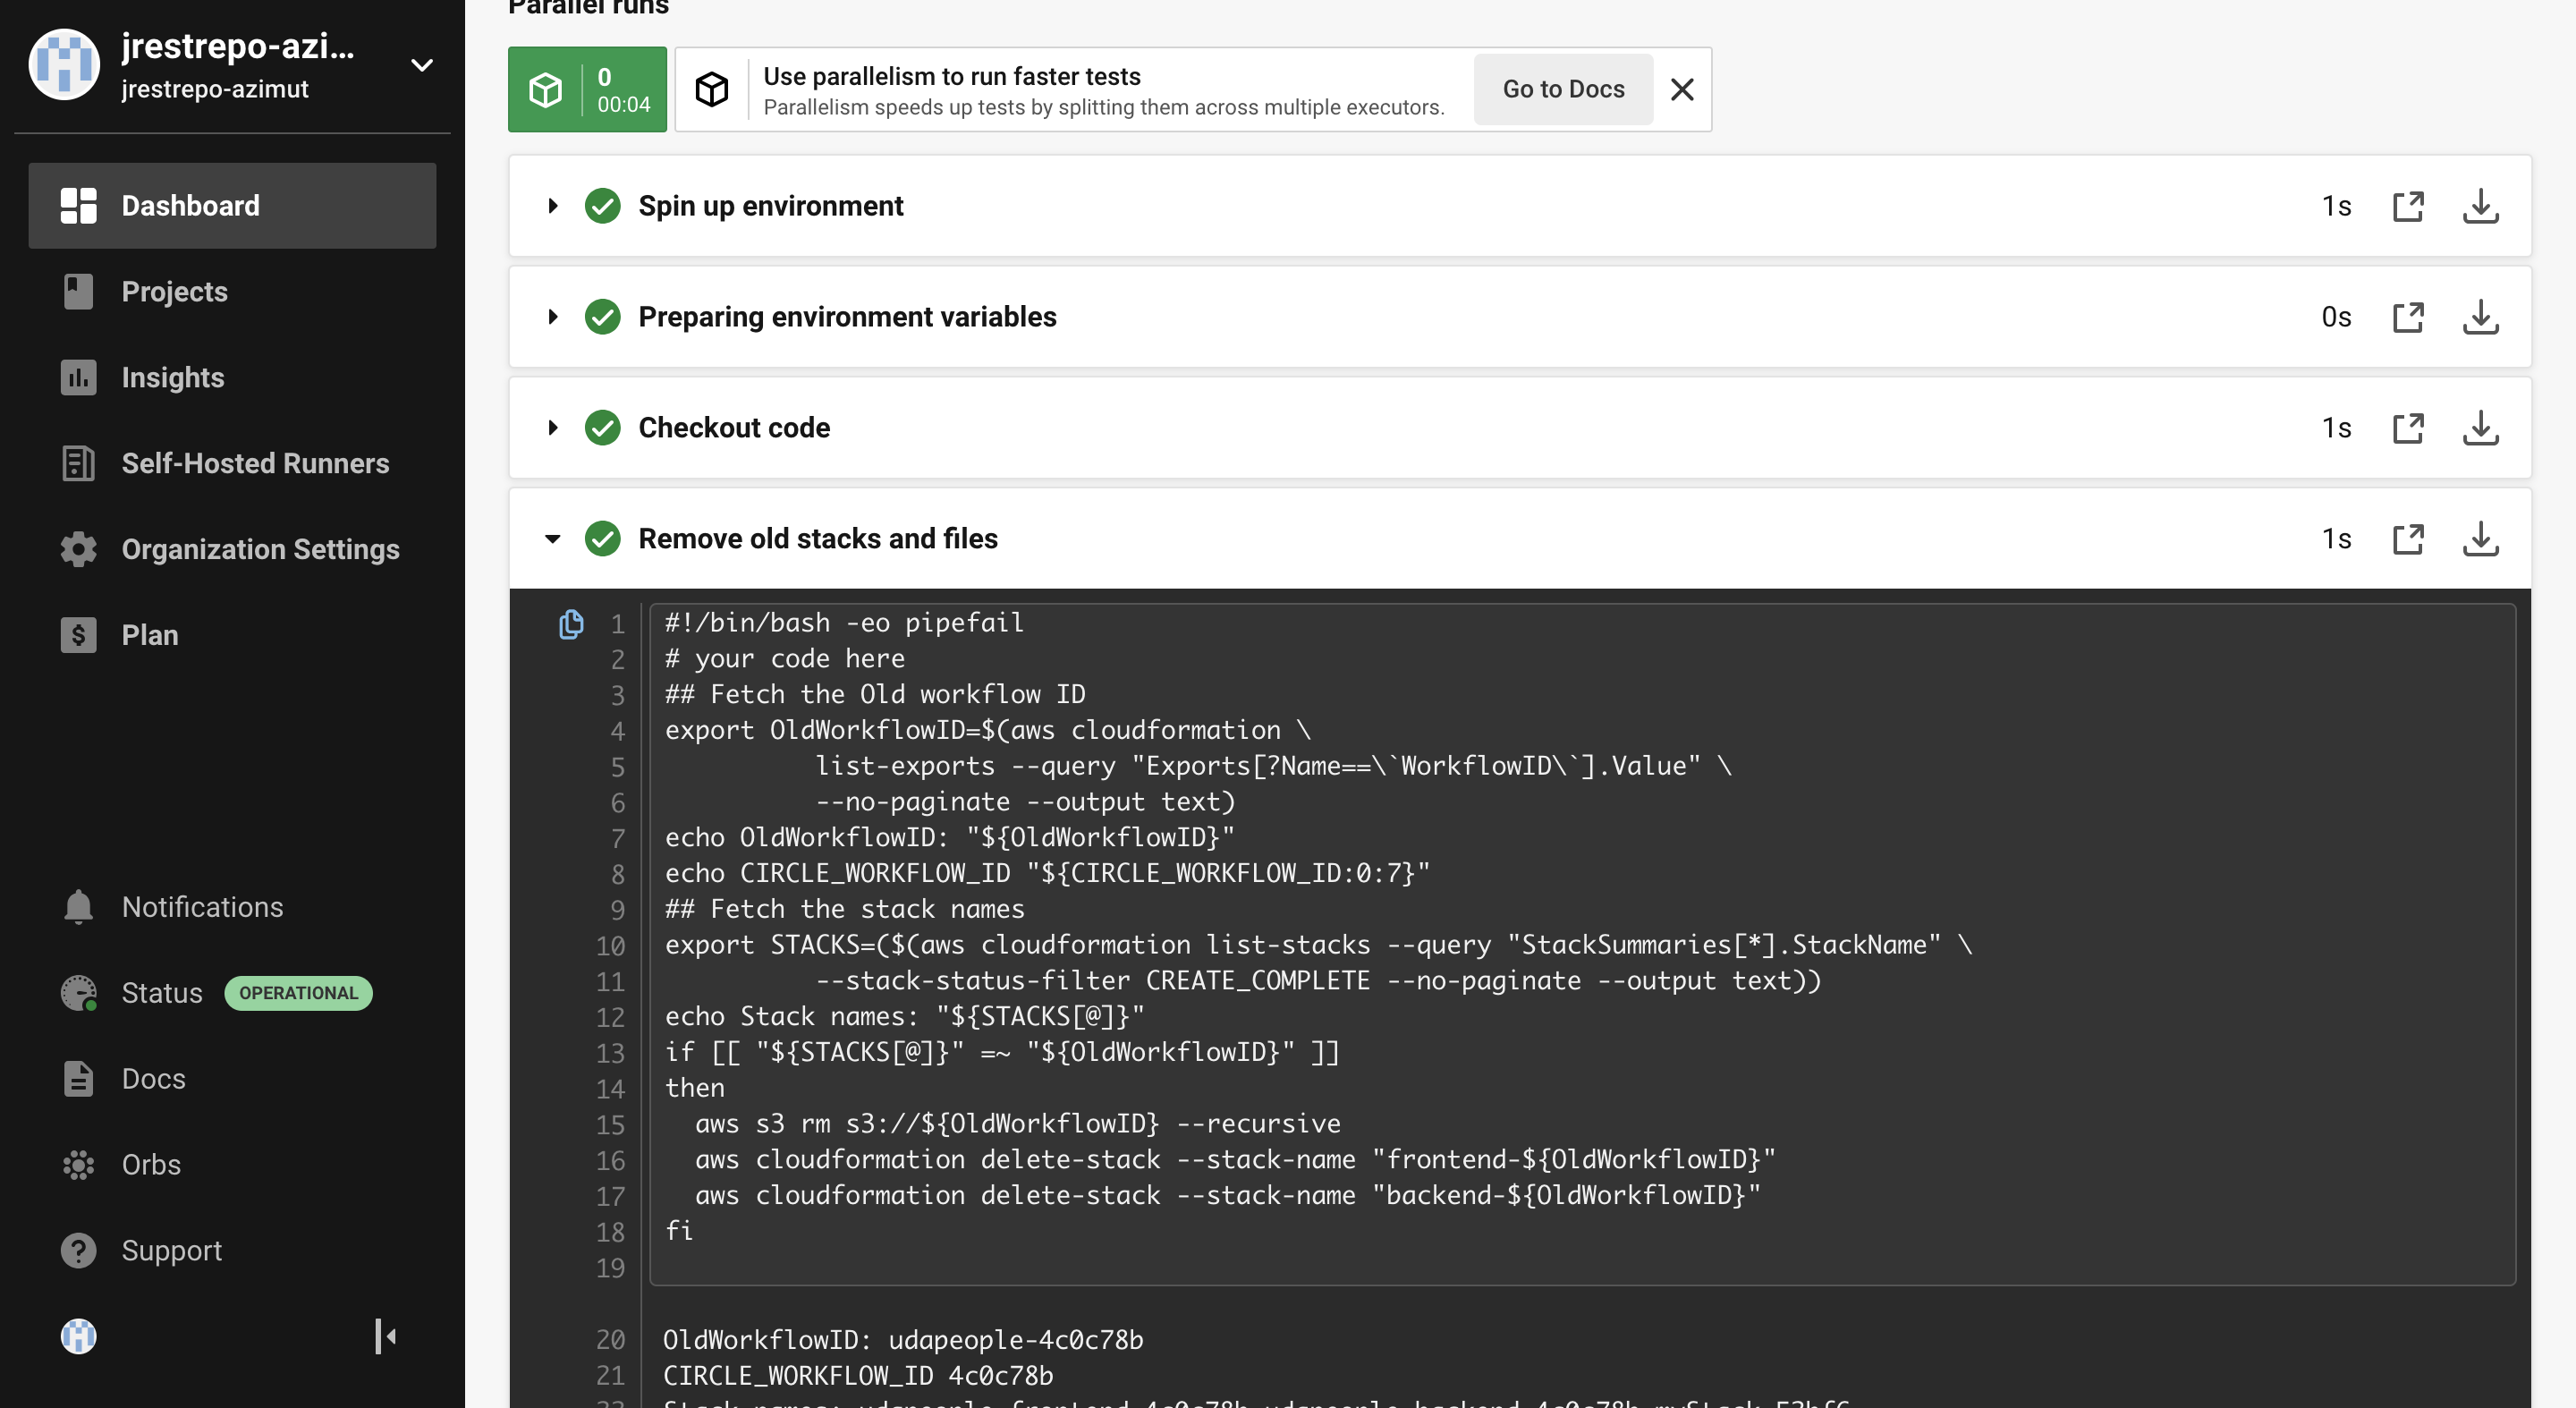 Parallel runs
jrestrepo-azi...
jrestrepo-azimut
Dashboard
Projects
Insights
Self-Hosted Runners
Organization Settings
Plan
Notifications
Status OPERATIONAL
Docs
Orbs
Support
0
00:04
Use parallelism to run faster tests
Parallelism speeds up tests by splitting them across multiple executors.
Go to Docs
Spin up environment 1s
Preparing environment variables 0s
Checkout code 1s
Remove old stacks and files 1s
1 #!/bin/bash -eo pipefail
2 # your code here
3 ## Fetch the Old workflow ID
4 export OldWorkflowID=$(aws cloudformation \
5 list-exports --query "Exports[?Name==\`WorkflowID\`].Value" \
6 --no-paginate --output text)
7 echo OldWorkflowID: "${OldWorkflowID}"
8 echo CIRCLE_WORKFLOW_ID "${CIRCLE_WORKFLOW_ID:0:7}"
9 ## Fetch the stack names
10 export STACKS=($(aws cloudformation list-stacks --query "StackSummaries[*].StackName" \
11 --stack-status-filter CREATE_COMPLETE --no-paginate --output text))
12 echo Stack names: "${STACKS[@]}"
13 if [[ "${STACKS[@]}" =~ "${OldWorkflowID}" ]]
14 then
15 aws s3 rm s3://${OldWorkflowID} --recursive
16 aws cloudformation delete-stack --stack-name "frontend-${OldWorkflowID}"
17 aws cloudformation delete-stack --stack-name "backend-${OldWorkflowID}"
18 fi
19
20 OldWorkflowID: udapeople-4c0c78b
21 CIRCLE_WORKFLOW_ID 4c0c78b
22 Stack names: udapeople-frontend-4c0c78b udapeople-backend-4c0c78b